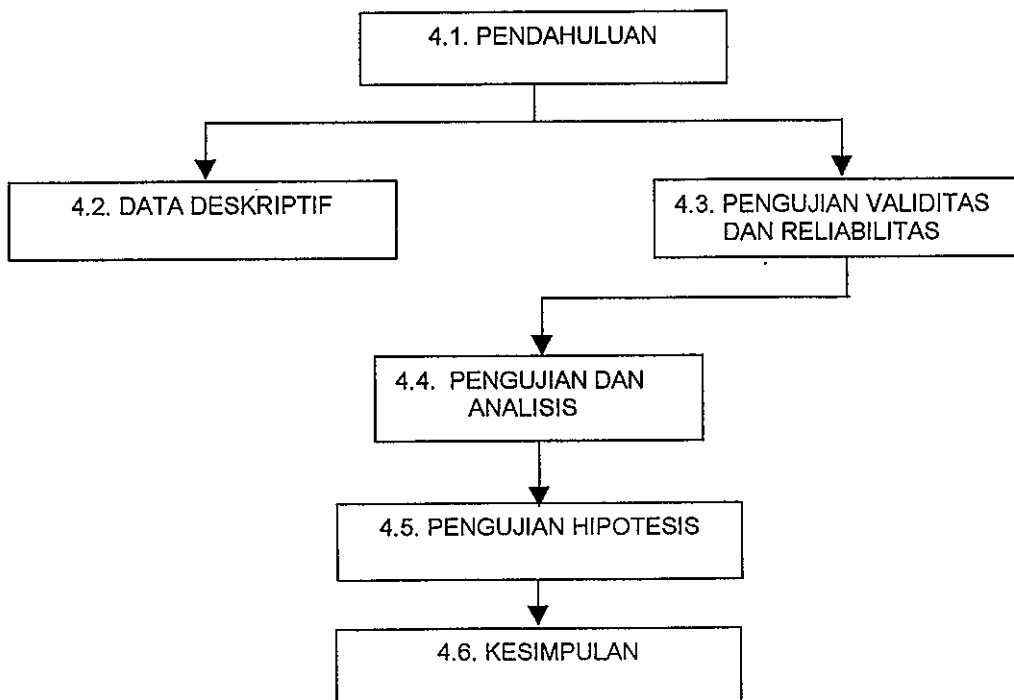 4.1. PENDAHULUAN
4.2. DATA DESKRIPTIF
4.3. PENGUJIAN VALIDITAS
DAN RELIABILITAS
4.4. PENGUJIAN DAN
ANALISIS
4.5. PENGUJIAN HIPOTESIS
4.6. KESIMPULAN